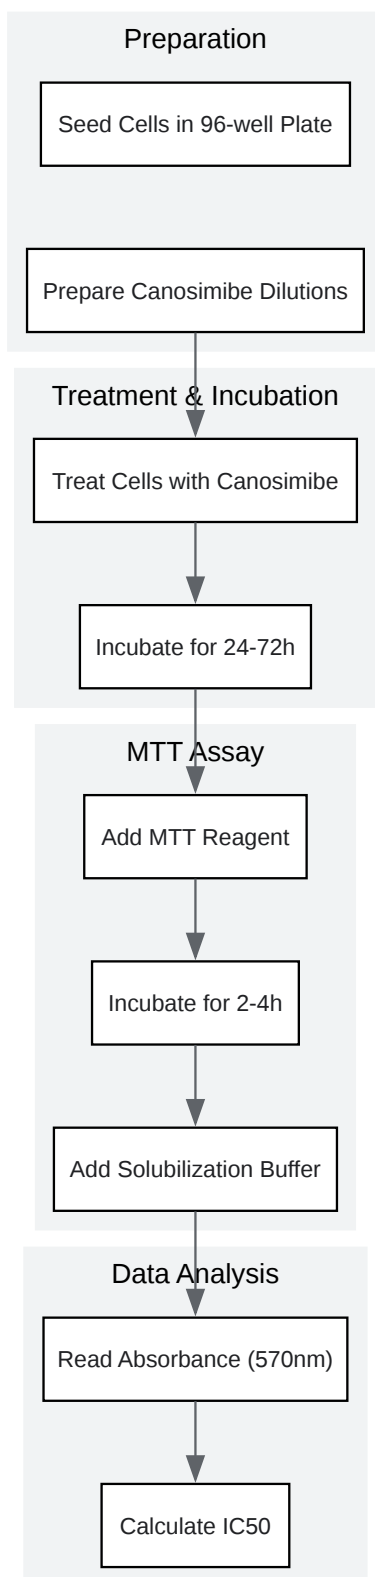 Preparation
Seed Cells in 96-well Plate
Prepare Canosimibe Dilutions
Treatment & Incubation
Treat Cells with Canosimibe
Incubate for 24-72h
MTT Assay
Add MTT Reagent
Incubate for 2-4h
Add Solubilization Buffer
Data Analysis
Read Absorbance (570nm)
Calculate IC50